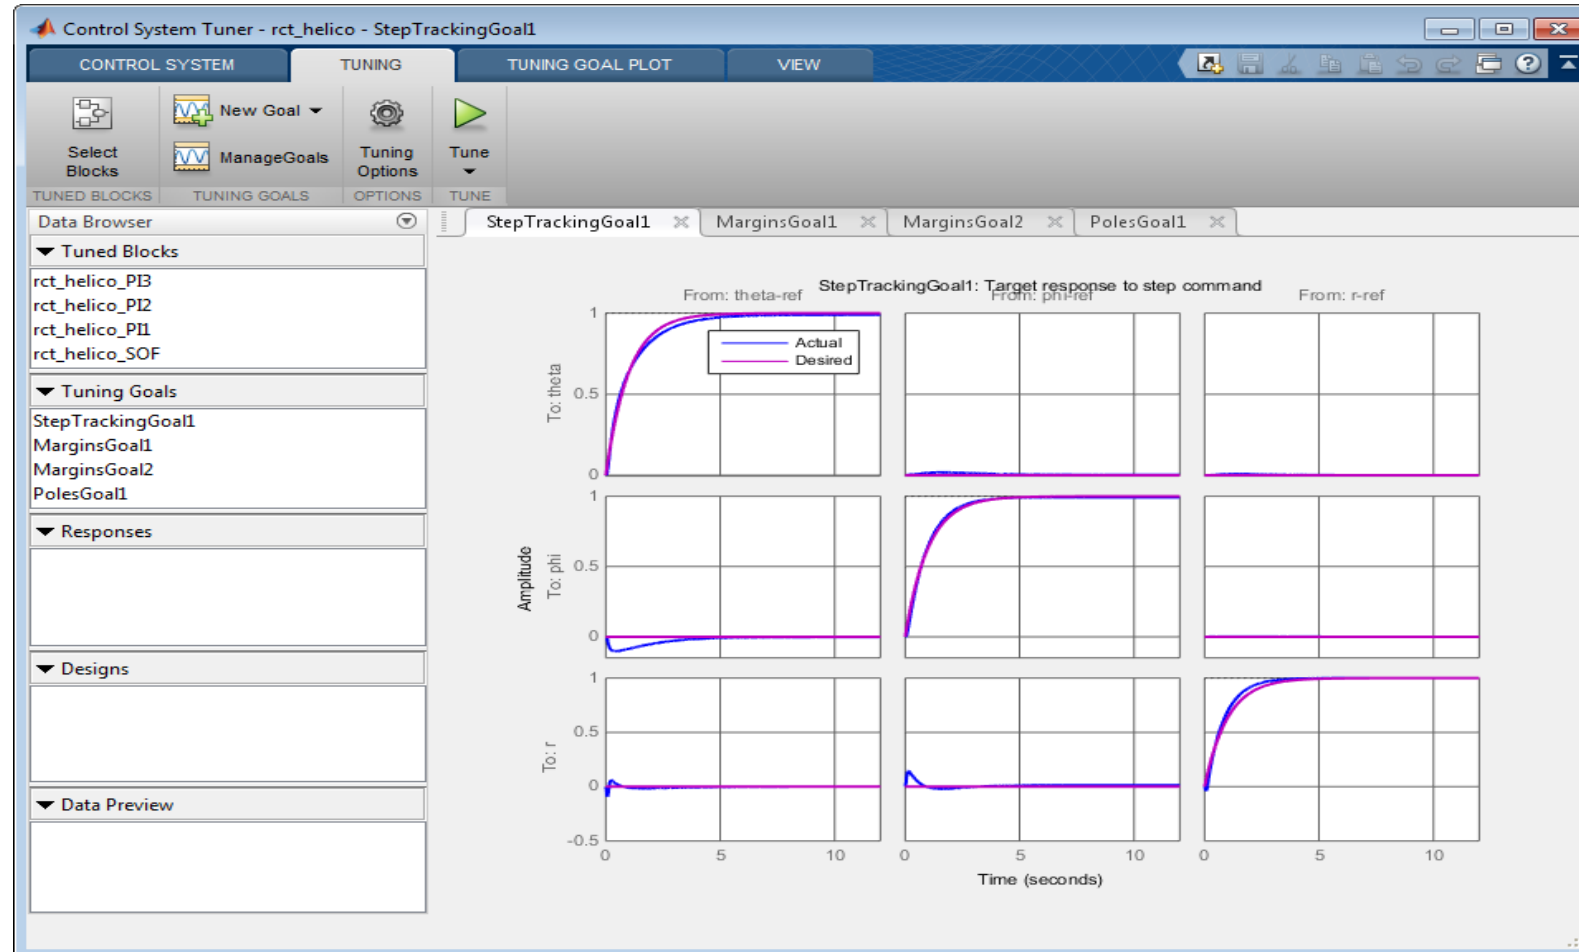 Control System Tuner - rct_helico - StepTrackingGoal1
CONTROL SYSTEM TUNING TUNING GOAL PLOT VIEW
Select Blocks
New Goal
ManageGoals
Tuning Options
Tune
TUNED BLOCKS TUNING GOALS OPTIONS TUNE
Data Browser
Tuned Blocks
rct_helico_PI3
rct_helico_PI2
rct_helico_PI1
rct_helico_SOF
Tuning Goals
StepTrackingGoal1
MarginsGoal1
MarginsGoal2
PolesGoal1
Responses
Designs
Data Preview
StepTrackingGoal1 MarginsGoal1 MarginsGoal2 PolesGoal1
StepTrackingGoal1: Target response to step command
From: theta-ref From: phi-ref From: r-ref
Actual
Desired
To: theta
1
0.5
0
Amplitude
To: phi
1
0.5
0
To: r
1
0.5
0
-0.5
0 5 10 0 5 10 0 5 10
Time (seconds)